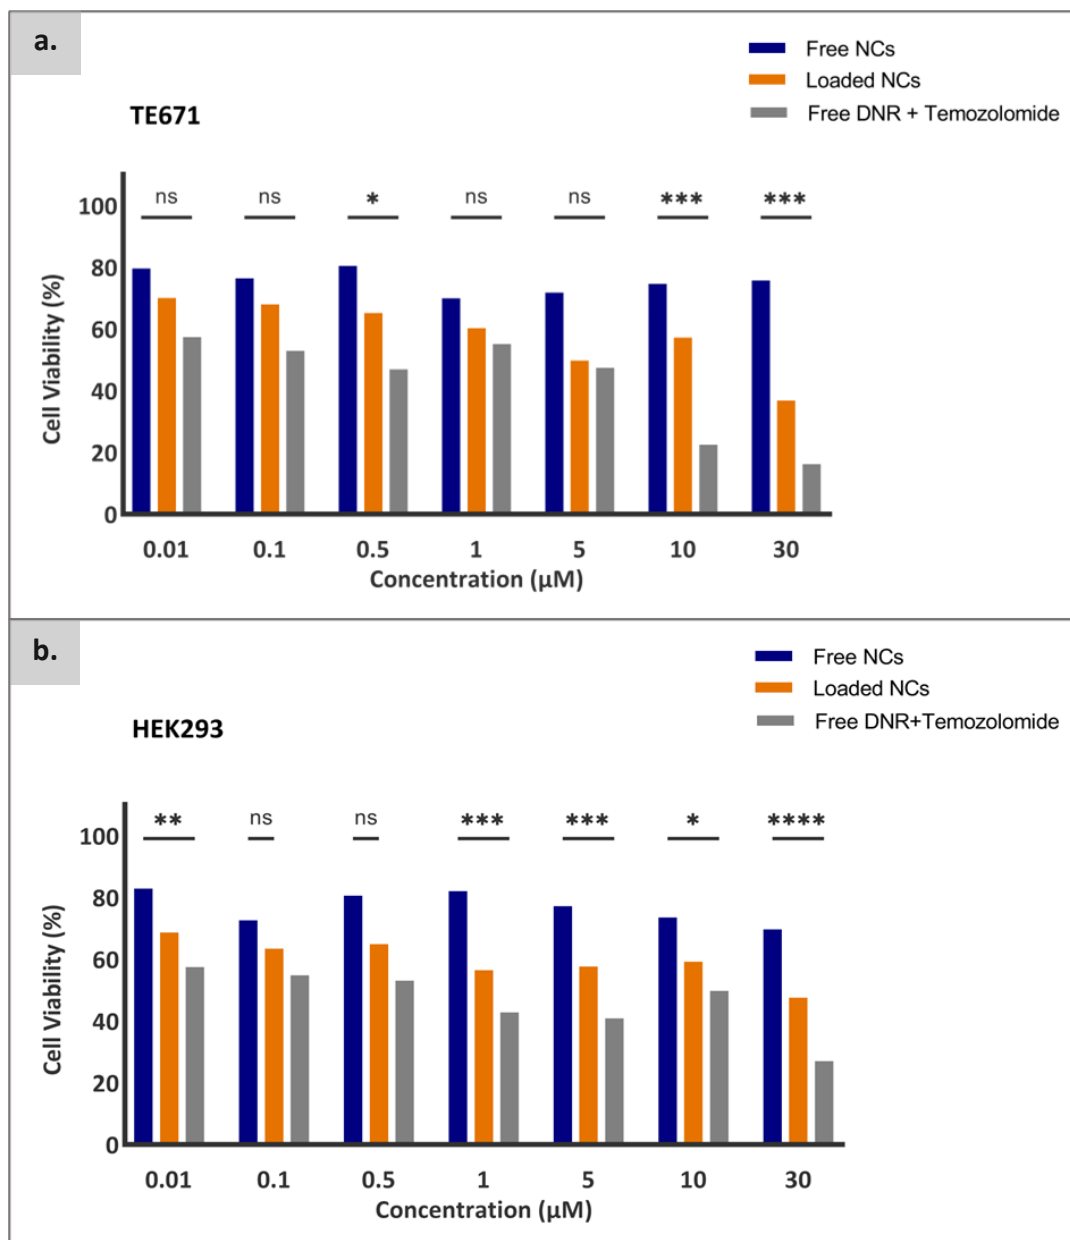 a.
Free NCs
Loaded NCs
Free DNR + Temozolomide
TE671
ns ns * ns ns *** ***
100
80
60
40
20
0
Cell Viability (%)
0.01 0.1 0.5 1 5 10 30
Concentration (µM)
b.
Free NCs
Loaded NCs
Free DNR+Temozolomide
HEK293
** ns ns *** *** * ****
100
80
60
40
20
0
Cell Viability (%)
0.01 0.1 0.5 1 5 10 30
Concentration (µM)